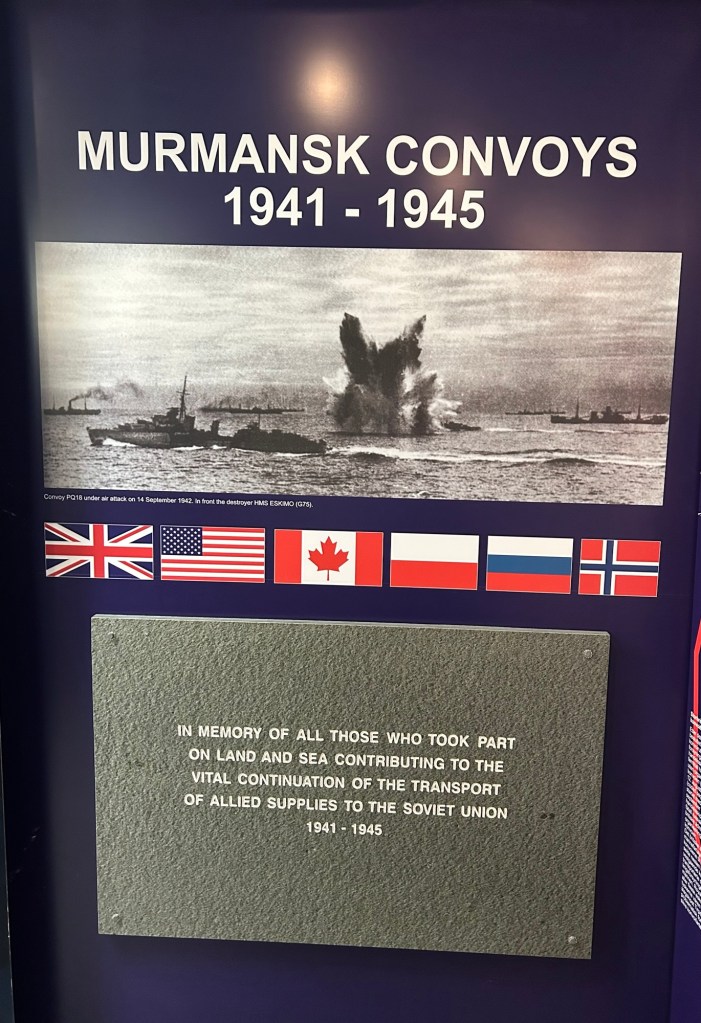 MURMANSK CONVOYS
1941 - 1945
Convoy PQ18 under air attack on 14 September 1942. In front the destroyer HMS ESKIMO (G75).
IN MEMORY OF ALL THOSE WHO TOOK PART
ON LAND AND SEA CONTRIBUTING TO THE
VITAL CONTINUATION OF THE TRANSPORT
OF ALLIED SUPPLIES TO THE SOVIET UNION
1941 - 1945